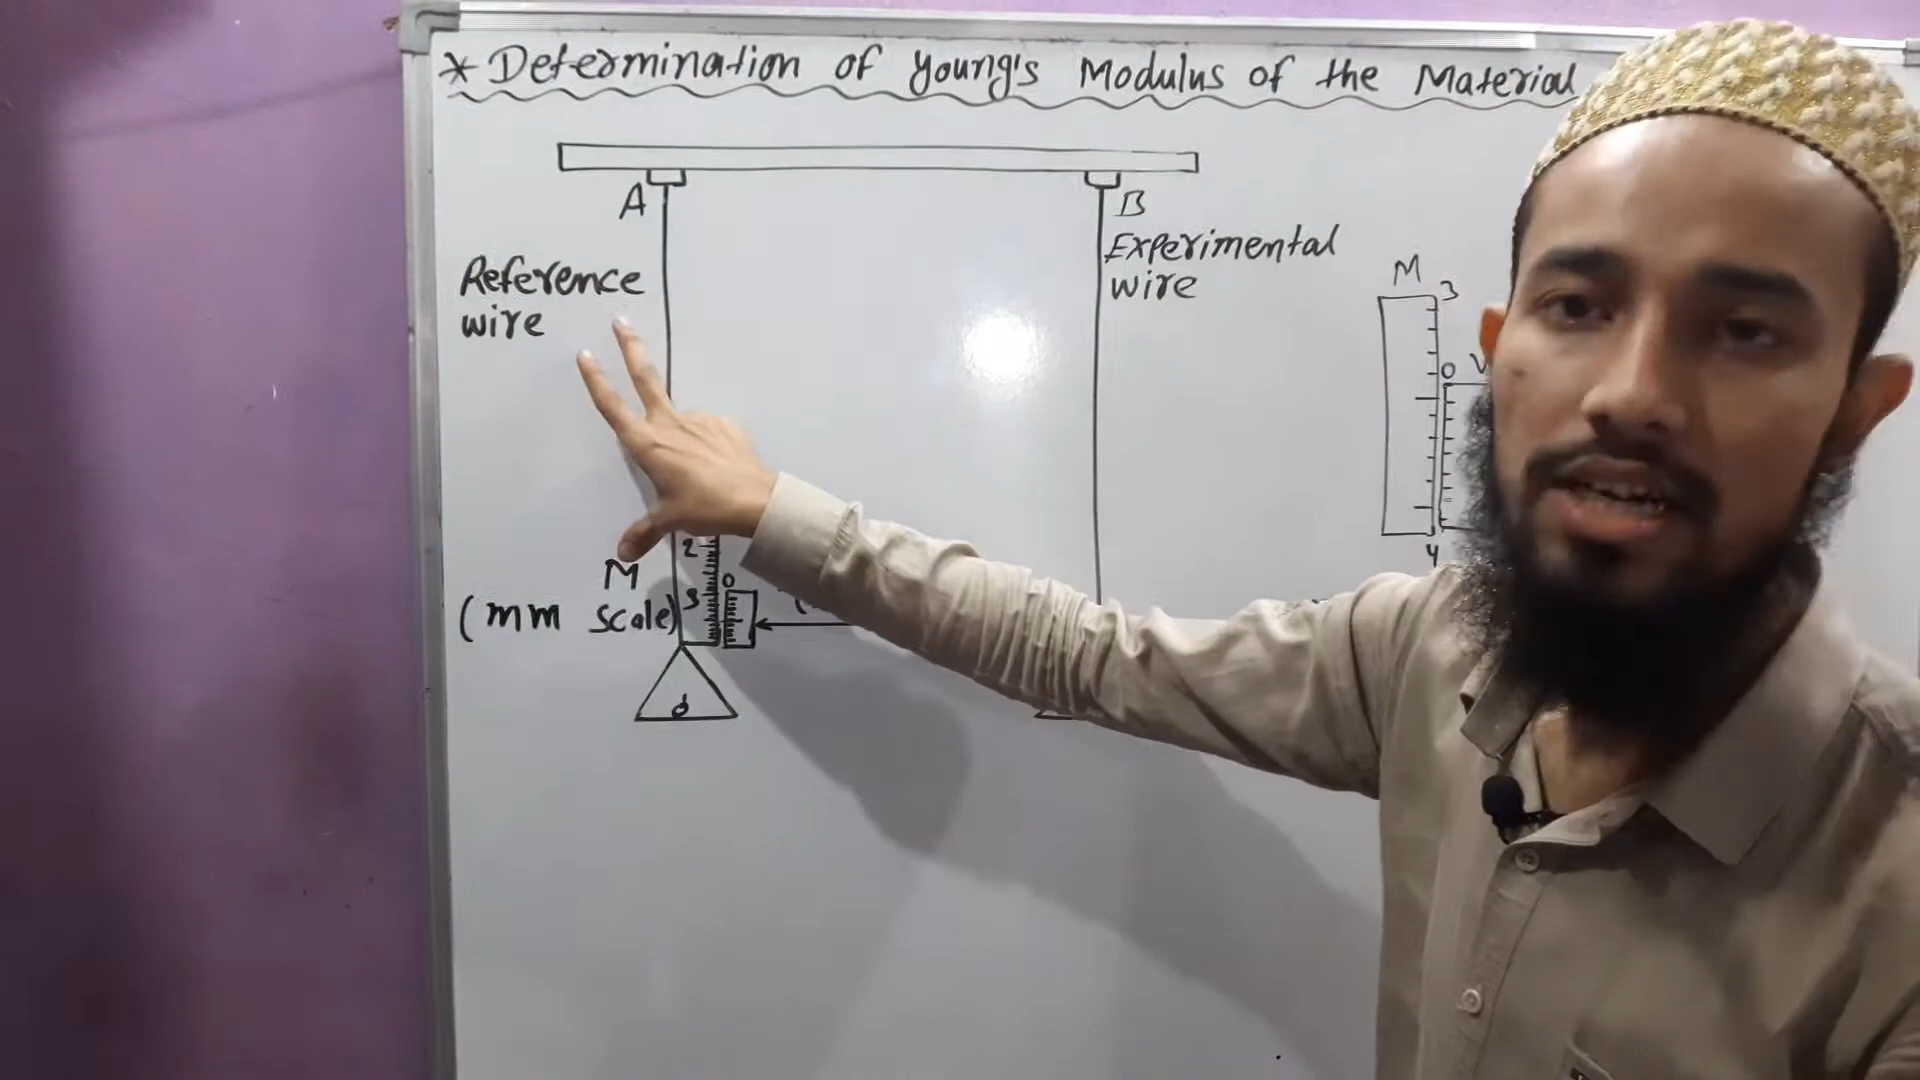 * Determination of Young's Modulus of the Material
A
B
Reference
wire
Experimental
wire
M
3
0
V
4
2
M
0
3
(mm scale)